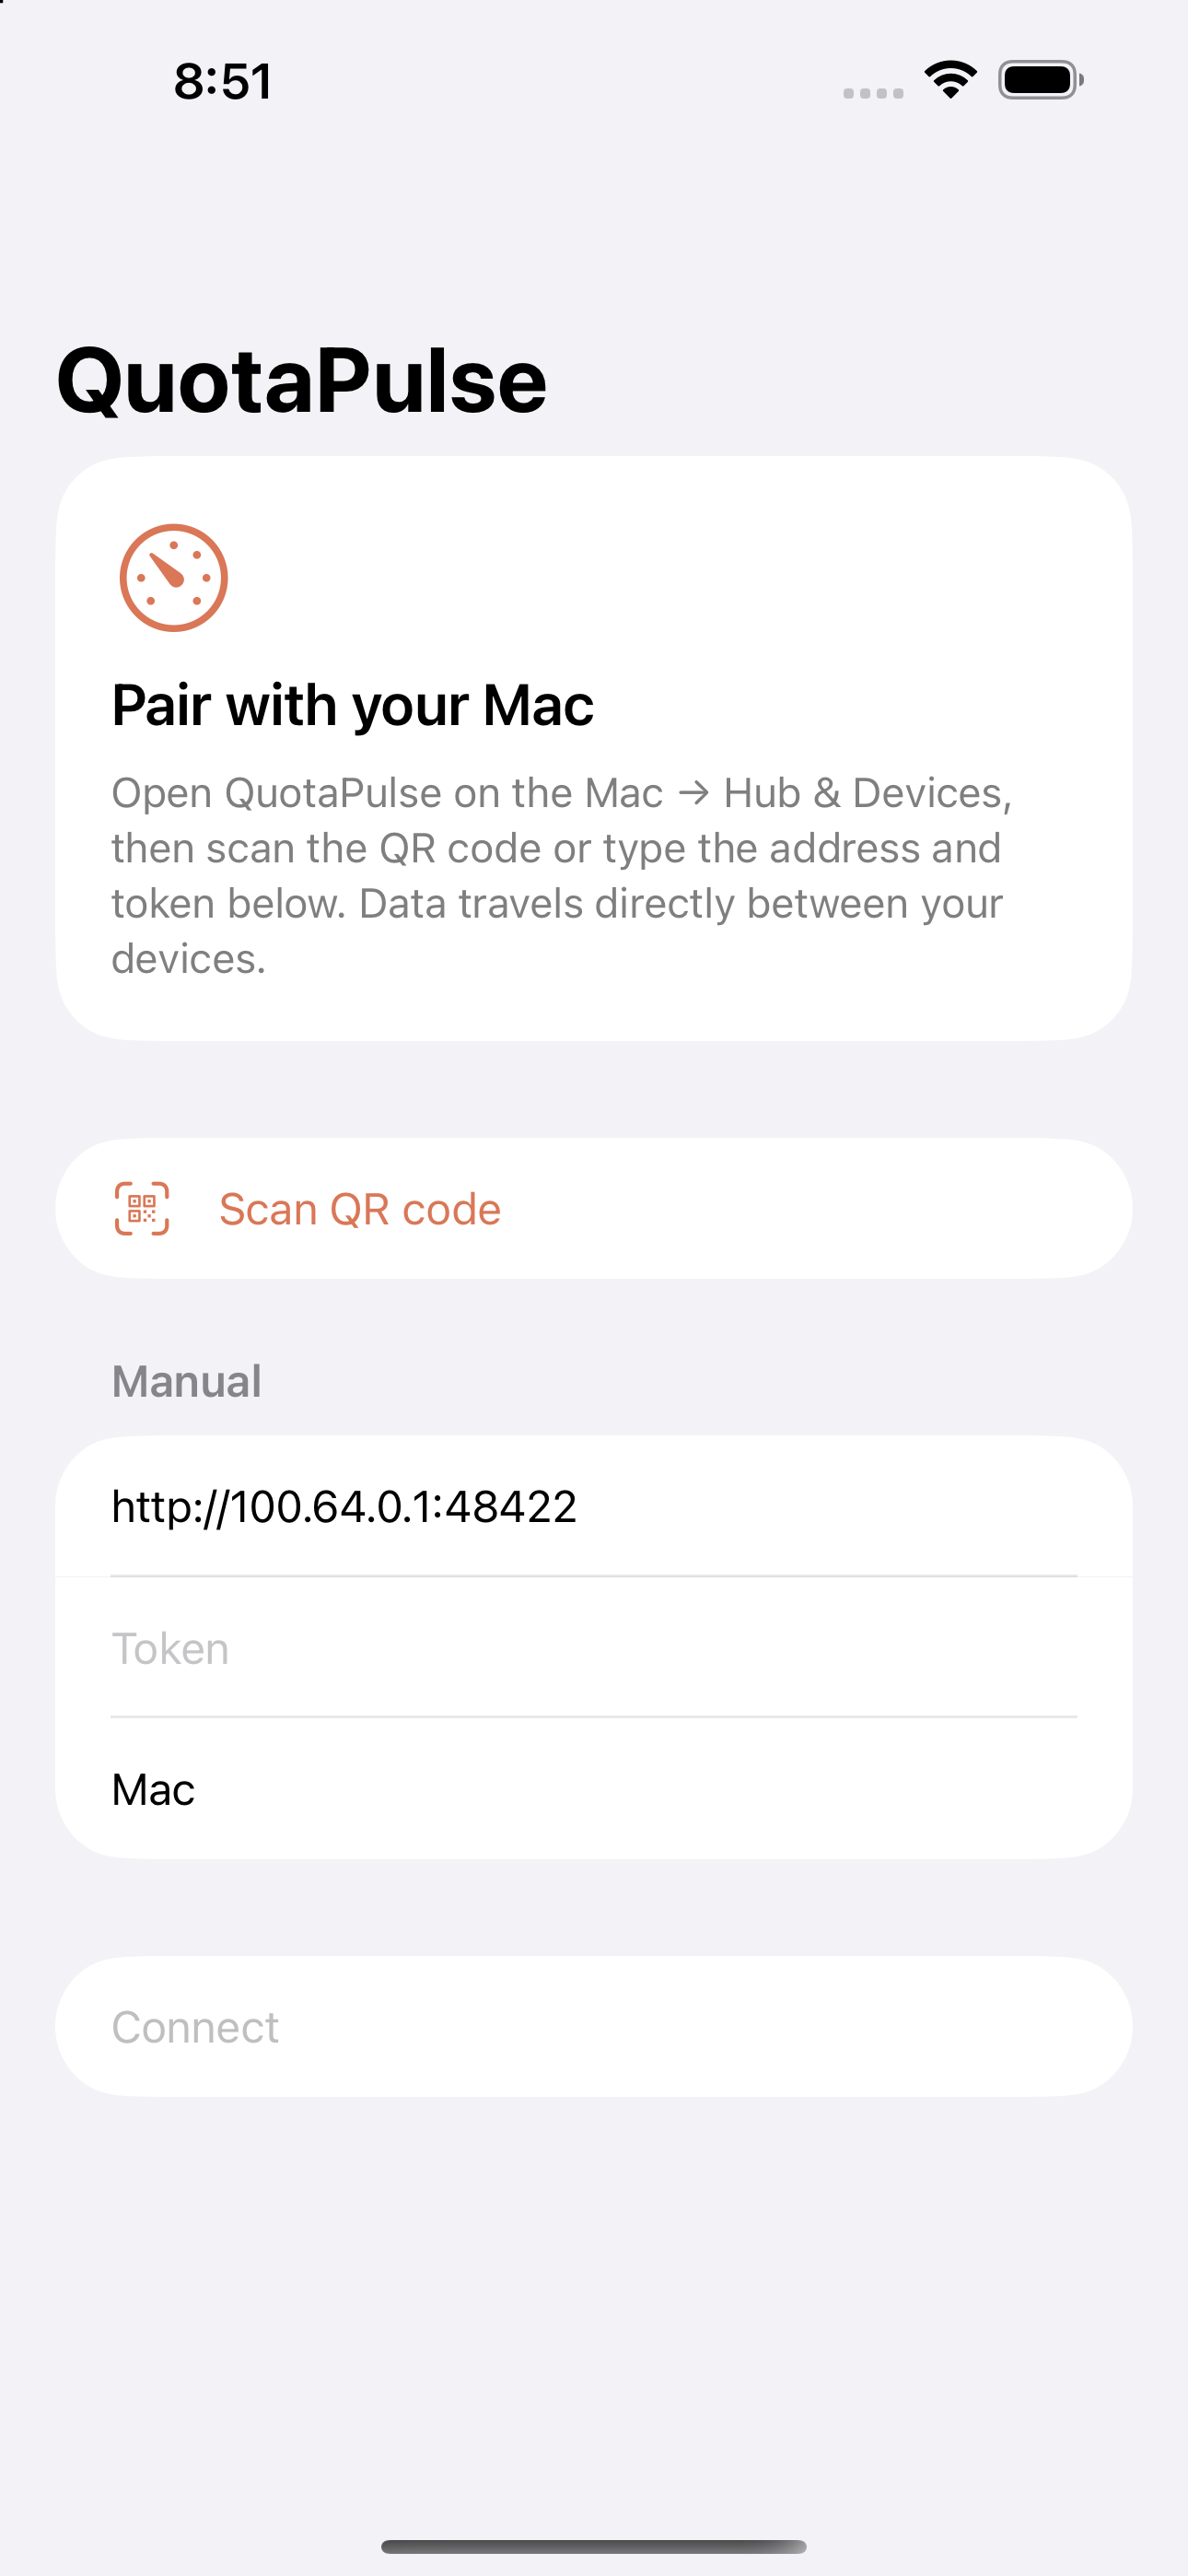 8:51
QuotaPulse
Pair with your Mac
Open QuotaPulse on the Mac → Hub & Devices,
then scan the QR code or type the address and
token below. Data travels directly between your
devices.
Scan QR code
Manual
http://100.64.0.1:48422
Token
Mac
Connect